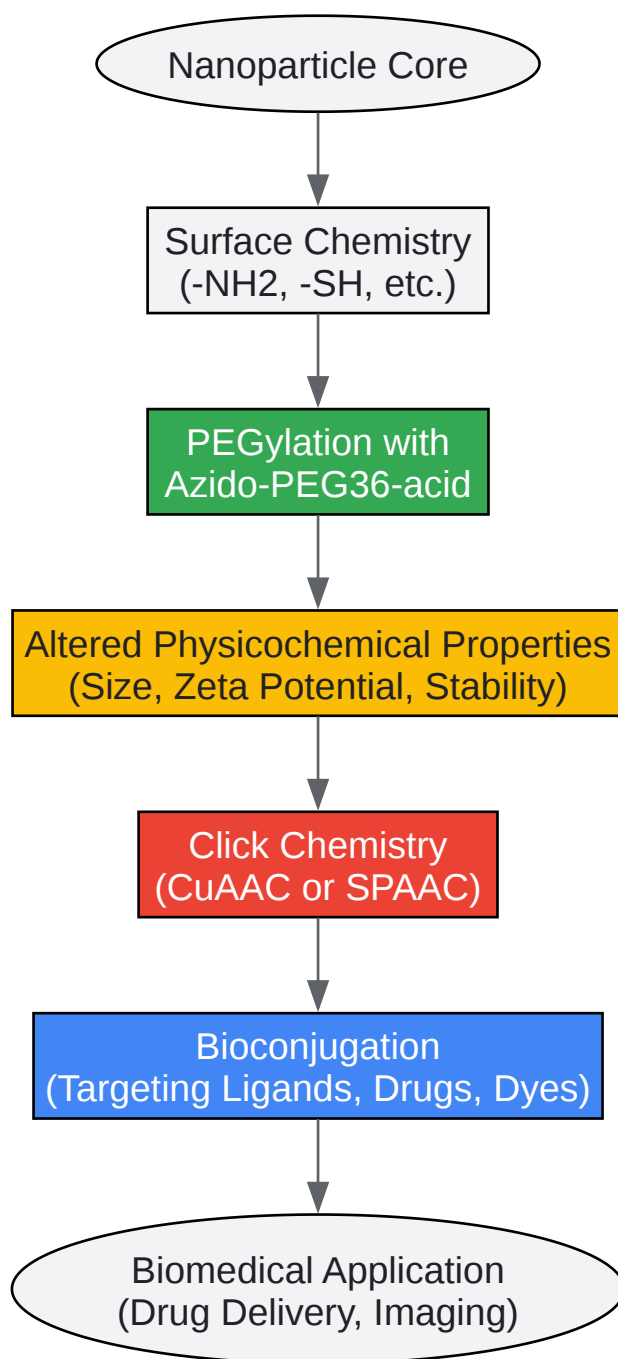 Nanoparticle Core
Surface Chemistry
(-NH2, -SH, etc.)
PEGylation with
Azido-PEG36-acid
Altered Physicochemical Properties
(Size, Zeta Potential, Stability)
Click Chemistry
(CuAAC or SPAAC)
Bioconjugation
(Targeting Ligands, Drugs, Dyes)
Biomedical Application
(Drug Delivery, Imaging)